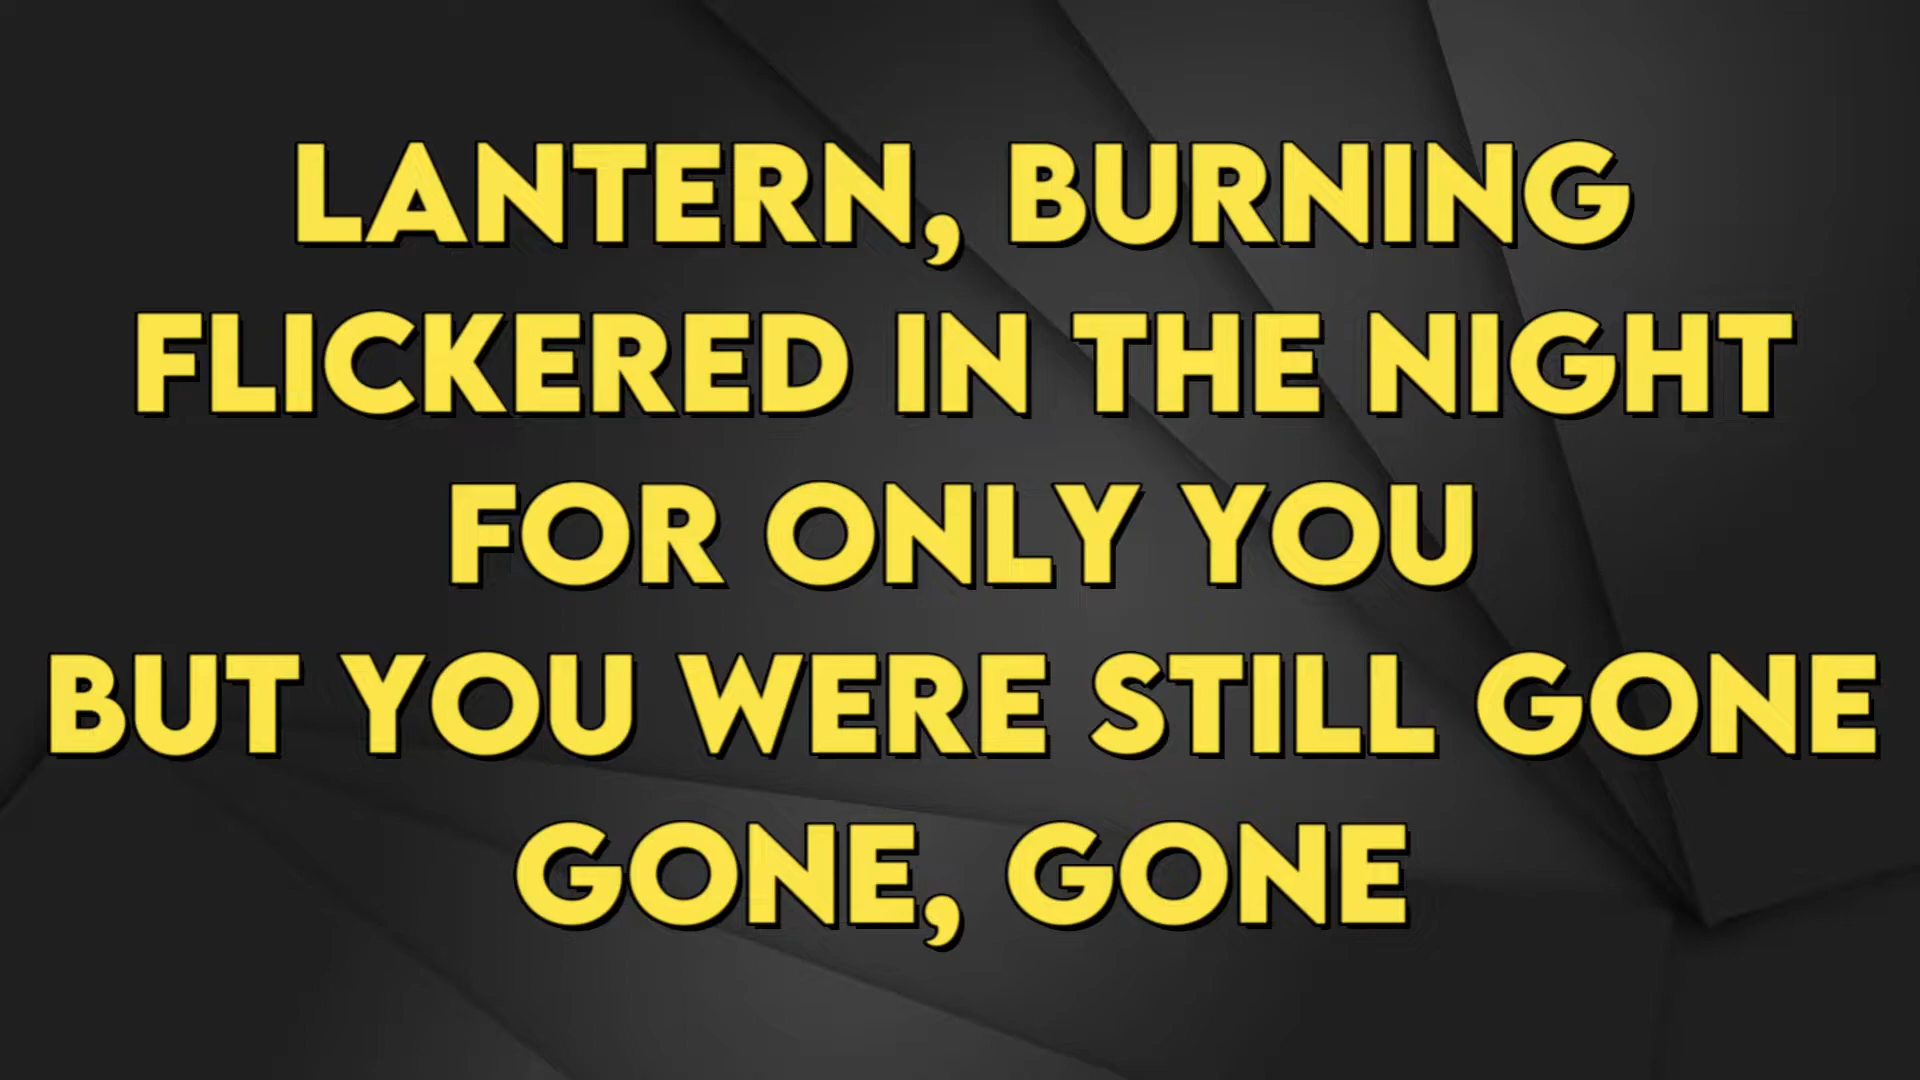 LANTERN, BURNING
FLICKERED IN THE NIGHT
FOR ONLY YOU
BUT YOU WERE STILL GONE
GONE, GONE